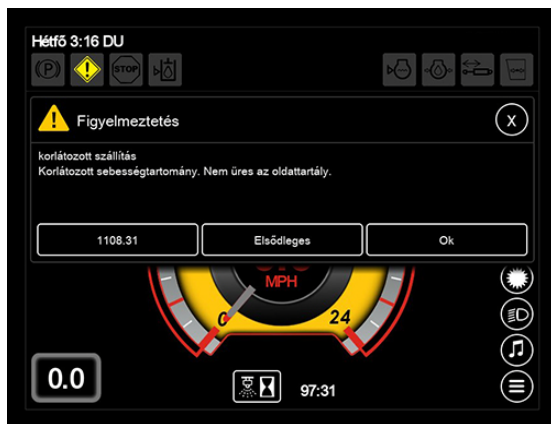 Hétfő 3:16 DU
STOP
Figyelmeztetés
X
korlátozott szállítás
Korlátozott sebességtartomány. Nem üres az oldattartály.
1108.31
Elsődleges
Ok
MPH
0
24
0.0
97:31